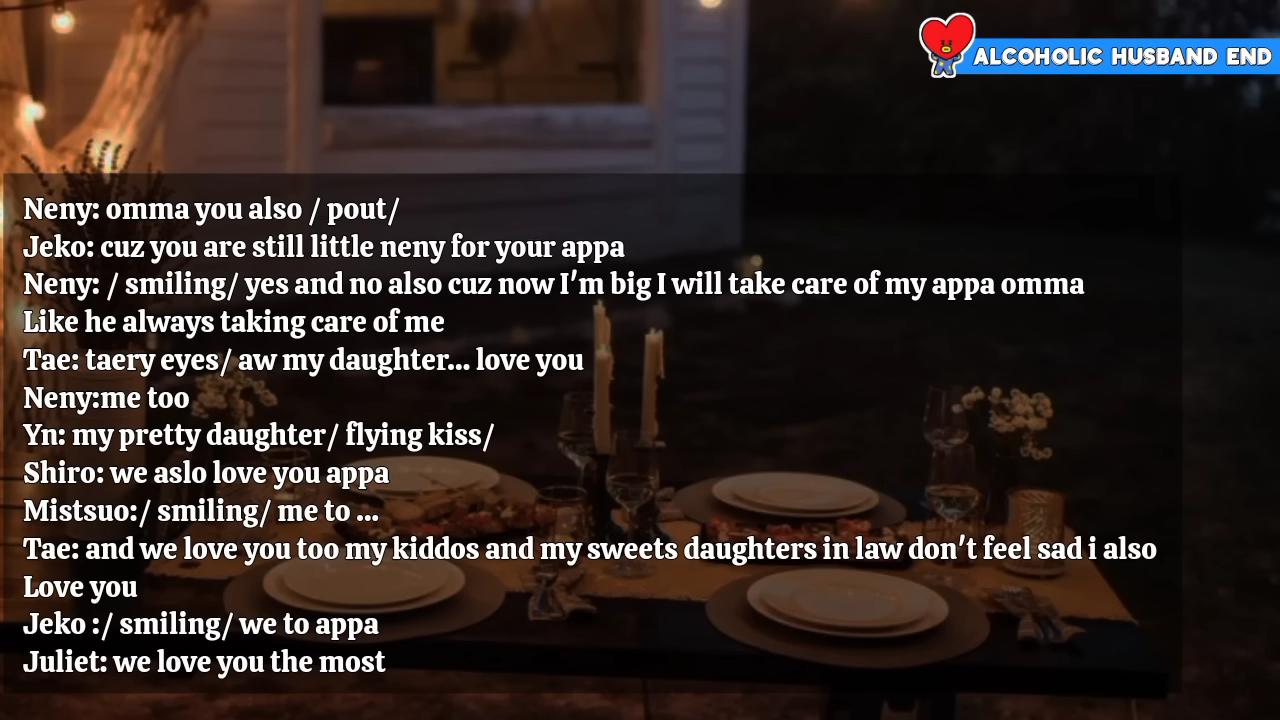 ALCOHOLIC HUSBAND END
Neny: omma you also / pout/
Jeko: cuz you are still little neny for your appa
Neny: / smiling/ yes and no also cuz now I'm big I will take care of my appa omma
Like he always taking care of me
Tae: taery eyes/ aw my daughter... love you
Neny:me too
Yn: my pretty daughter/ flying kiss/
Shiro: we aslo love you appa
Mistsuo:/ smiling/ me to ...
Tae: and we love you too my kiddos and my sweets daughters in law don't feel sad i also
Love you
Jeko :/ smiling/ we to appa
Juliet: we love you the most